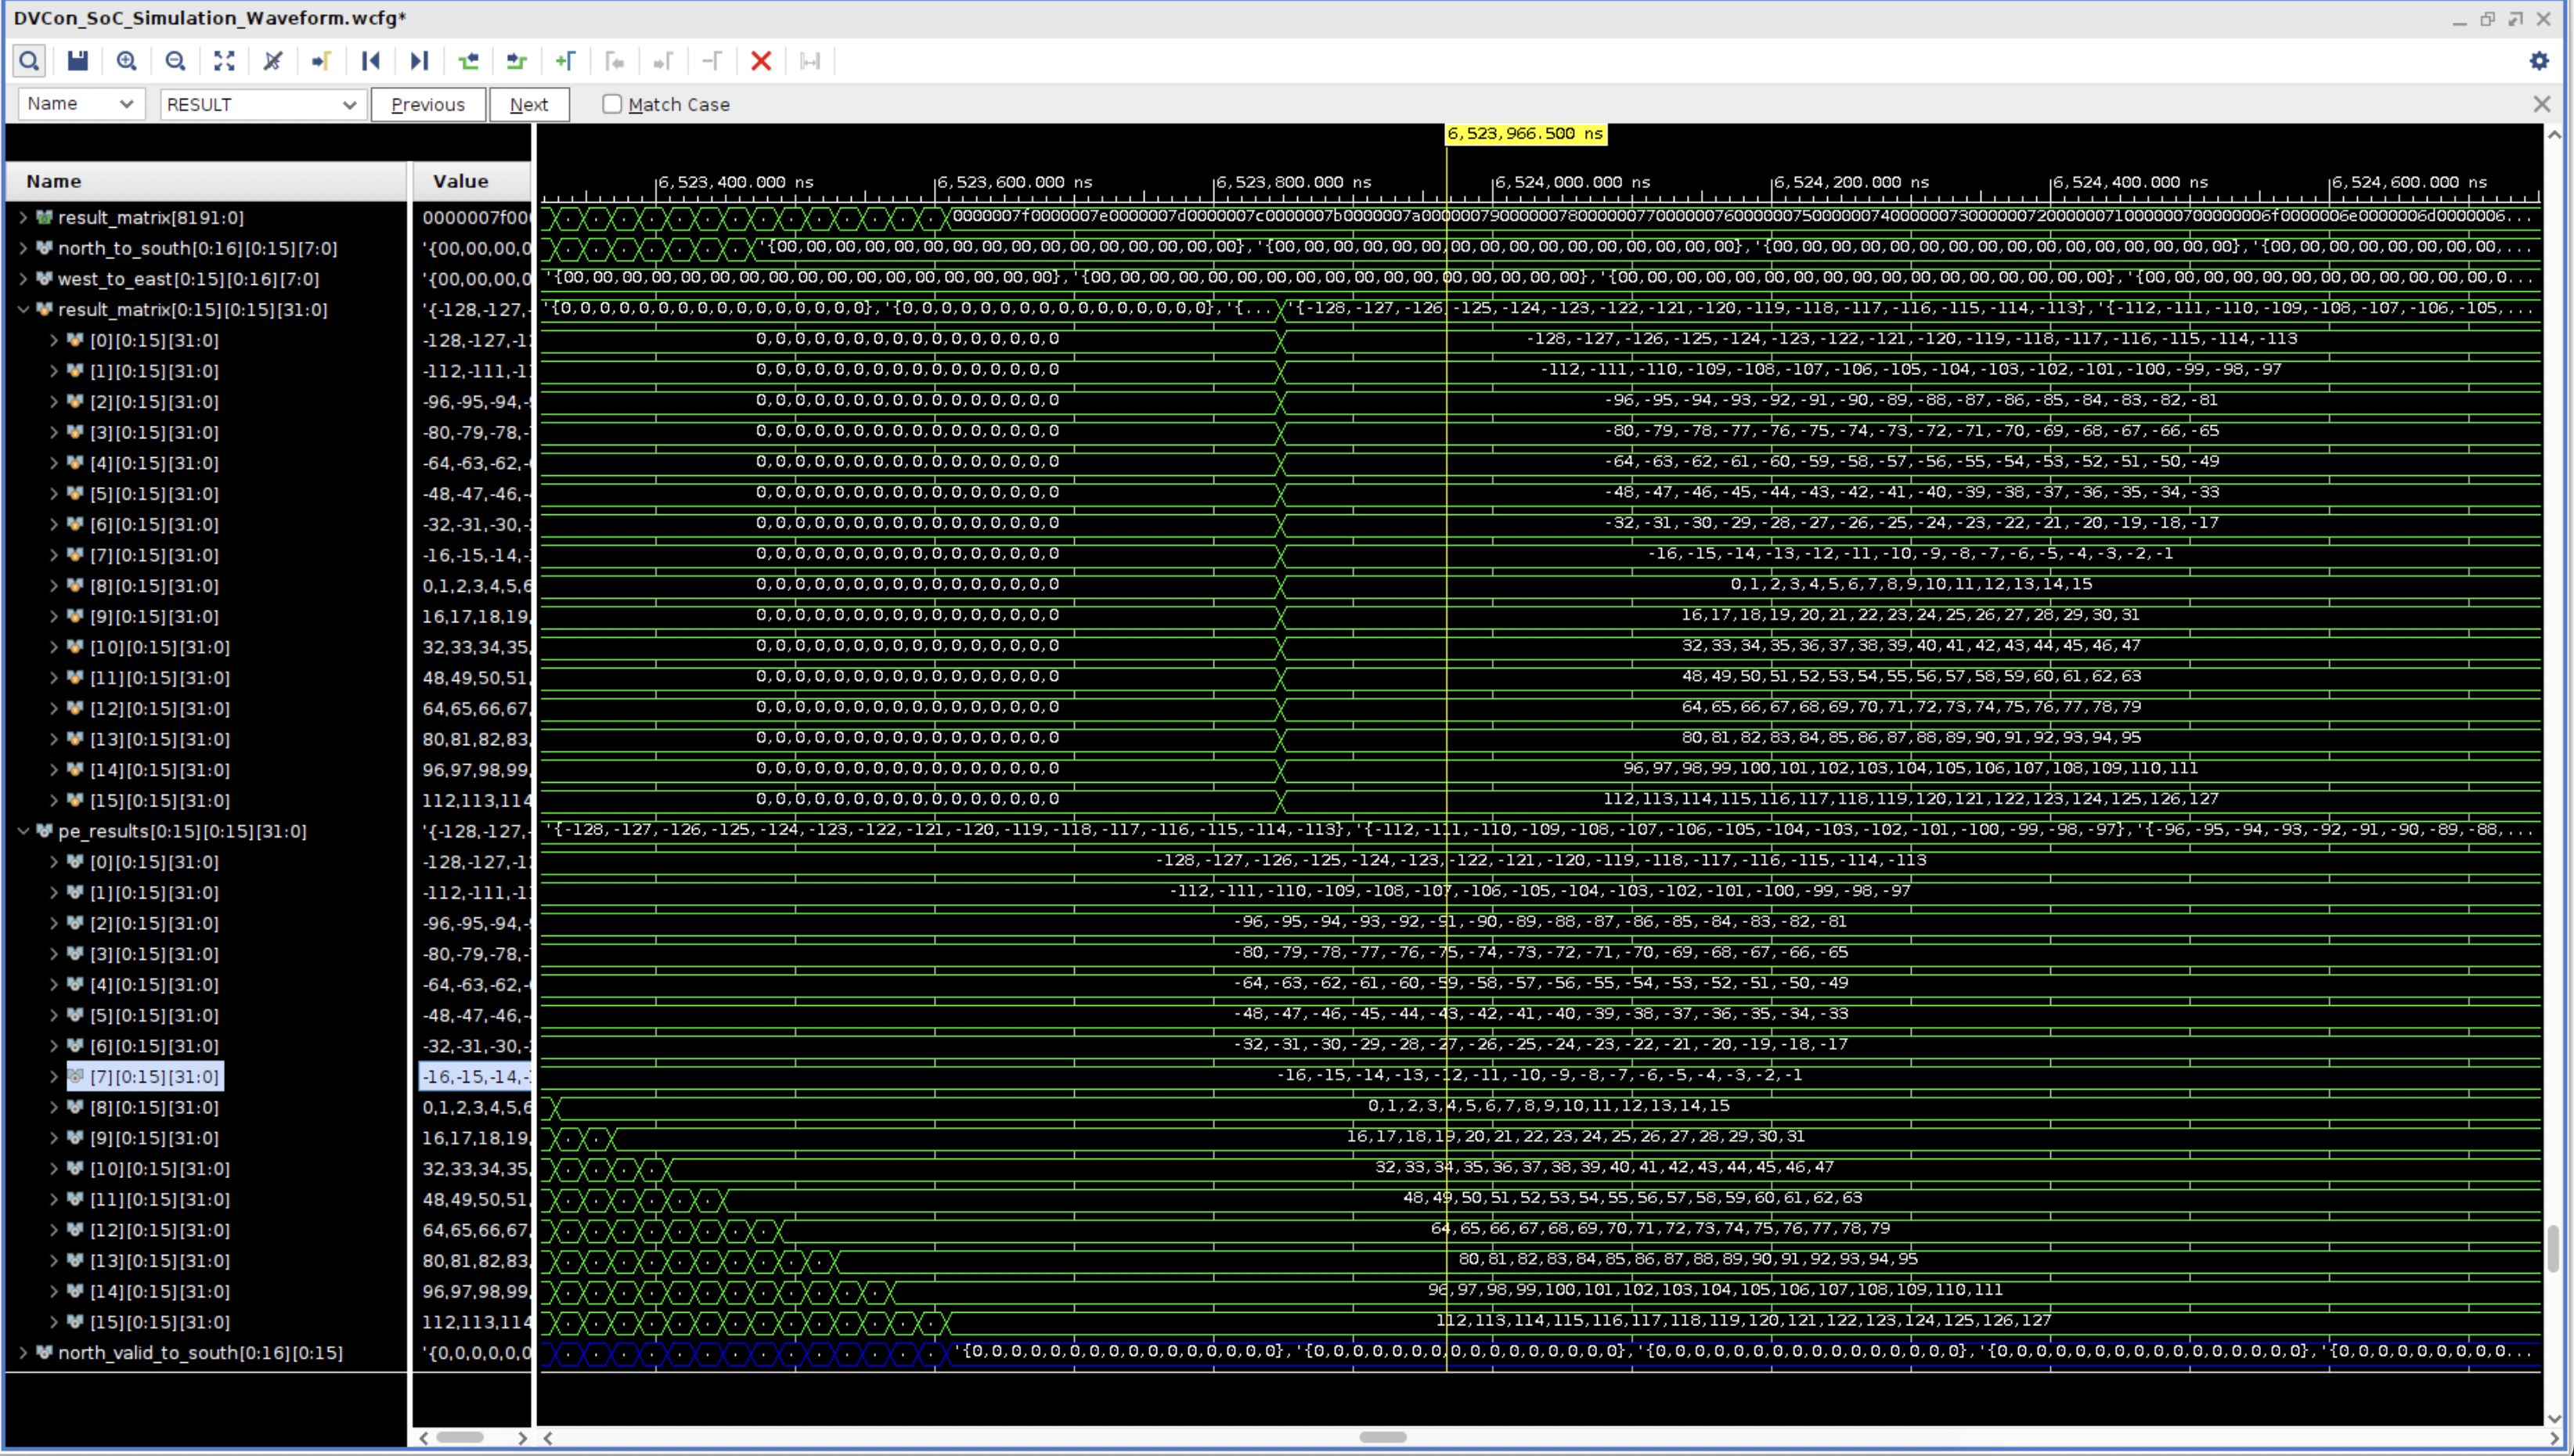 DVCon_SoC_Simulation_Waveform.wcfg*
Name RESULT Previous Next Match Case
6,523,966.500 ns
Name Value 6,523,400.000 ns 6,523,600.000 ns 6,523,800.000 ns 6,524,000.000 ns 6,524,200.000 ns 6,524,400.000 ns 6,524,600.000 ns
result_matrix[8191:0] 0000007f00 0000007f0000007e0000007d0000007c0000007b0000007a000000790000007800000077000000760000007500000074000000730000007200000071000000700000006f0000006e0000006d0000006...
north_to_south[0:16][0:15][7:0] '{00,00,00,0 '{00,00,00,00,00,00,00,00,00,00,00,00,00,00,00,00},'{00,00,00,00,00,00,00,00,00,00,00,00,00,00,00,00},'{00,00,00,00,00,00,00,00,00,00,00,00,00,00,00,00},'{00,00,00,00,00,00,00,00,...
west_to_east[0:15][0:16][7:0] '{00,00,00,0 '{00,00,00,00,00,00,00,00,00,00,00,00,00,00,00,00,00},'{00,00,00,00,00,00,00,00,00,00,00,00,00,00,00,00,00},'{00,00,00,00,00,00,00,00,00,00,00,00,00,00,00,00,00},'{00,00,00,00,00,00,00,00,00,00,00,00,0...
result_matrix[0:15][0:15][31:0] '{-128,-127,- '{0,0,0,0,0,0,0,0,0,0,0,0,0,0,0,0},'{0,0,0,0,0,0,0,0,0,0,0,0,0,0,0,0},'{... '{-128,-127,-126,-125,-124,-123,-122,-121,-120,-119,-118,-117,-116,-115,-114,-113},'{-112,-111,-110,-109,-108,-107,-106,-105,...
[0][0:15][31:0] -128,-127,-1 0,0,0,0,0,0,0,0,0,0,0,0,0,0,0,0 -128,-127,-126,-125,-124,-123,-122,-121,-120,-119,-118,-117,-116,-115,-114,-113
[1][0:15][31:0] -112,-111,-1 0,0,0,0,0,0,0,0,0,0,0,0,0,0,0,0 -112,-111,-110,-109,-108,-107,-106,-105,-104,-103,-102,-101,-100,-99,-98,-97
[2][0:15][31:0] -96,-95,-94,- 0,0,0,0,0,0,0,0,0,0,0,0,0,0,0,0 -96,-95,-94,-93,-92,-91,-90,-89,-88,-87,-86,-85,-84,-83,-82,-81
[3][0:15][31:0] -80,-79,-78,- 0,0,0,0,0,0,0,0,0,0,0,0,0,0,0,0 -80,-79,-78,-77,-76,-75,-74,-73,-72,-71,-70,-69,-68,-67,-66,-65
[4][0:15][31:0] -64,-63,-62,- 0,0,0,0,0,0,0,0,0,0,0,0,0,0,0,0 -64,-63,-62,-61,-60,-59,-58,-57,-56,-55,-54,-53,-52,-51,-50,-49
[5][0:15][31:0] -48,-47,-46,- 0,0,0,0,0,0,0,0,0,0,0,0,0,0,0,0 -48,-47,-46,-45,-44,-43,-42,-41,-40,-39,-38,-37,-36,-35,-34,-33
[6][0:15][31:0] -32,-31,-30,- 0,0,0,0,0,0,0,0,0,0,0,0,0,0,0,0 -32,-31,-30,-29,-28,-27,-26,-25,-24,-23,-22,-21,-20,-19,-18,-17
[7][0:15][31:0] -16,-15,-14,- 0,0,0,0,0,0,0,0,0,0,0,0,0,0,0,0 -16,-15,-14,-13,-12,-11,-10,-9,-8,-7,-6,-5,-4,-3,-2,-1
[8][0:15][31:0] 0,1,2,3,4,5,6 0,0,0,0,0,0,0,0,0,0,0,0,0,0,0,0 0,1,2,3,4,5,6,7,8,9,10,11,12,13,14,15
[9][0:15][31:0] 16,17,18,19, 0,0,0,0,0,0,0,0,0,0,0,0,0,0,0,0 16,17,18,19,20,21,22,23,24,25,26,27,28,29,30,31
[10][0:15][31:0] 32,33,34,35, 0,0,0,0,0,0,0,0,0,0,0,0,0,0,0,0 32,33,34,35,36,37,38,39,40,41,42,43,44,45,46,47
[11][0:15][31:0] 48,49,50,51, 0,0,0,0,0,0,0,0,0,0,0,0,0,0,0,0 48,49,50,51,52,53,54,55,56,57,58,59,60,61,62,63
[12][0:15][31:0] 64,65,66,67, 0,0,0,0,0,0,0,0,0,0,0,0,0,0,0,0 64,65,66,67,68,69,70,71,72,73,74,75,76,77,78,79
[13][0:15][31:0] 80,81,82,83, 0,0,0,0,0,0,0,0,0,0,0,0,0,0,0,0 80,81,82,83,84,85,86,87,88,89,90,91,92,93,94,95
[14][0:15][31:0] 96,97,98,99, 0,0,0,0,0,0,0,0,0,0,0,0,0,0,0,0 96,97,98,99,100,101,102,103,104,105,106,107,108,109,110,111
[15][0:15][31:0] 112,113,114 0,0,0,0,0,0,0,0,0,0,0,0,0,0,0,0 112,113,114,115,116,117,118,119,120,121,122,123,124,125,126,127
pe_results[0:15][0:15][31:0] '{-128,-127,- '{-128,-127,-126,-125,-124,-123,-122,-121,-120,-119,-118,-117,-116,-115,-114,-113},'{-112,-111,-110,-109,-108,-107,-106,-105,-104,-103,-102,-101,-100,-99,-98,-97},'{-96,-95,-94,-93,-92,-91,-90,-89,-88,...
[0][0:15][31:0] -128,-127,-1 -128,-127,-126,-125,-124,-123,-122,-121,-120,-119,-118,-117,-116,-115,-114,-113
[1][0:15][31:0] -112,-111,-1 -112,-111,-110,-109,-108,-107,-106,-105,-104,-103,-102,-101,-100,-99,-98,-97
[2][0:15][31:0] -96,-95,-94,- -96,-95,-94,-93,-92,-91,-90,-89,-88,-87,-86,-85,-84,-83,-82,-81
[3][0:15][31:0] -80,-79,-78,- -80,-79,-78,-77,-76,-75,-74,-73,-72,-71,-70,-69,-68,-67,-66,-65
[4][0:15][31:0] -64,-63,-62,- -64,-63,-62,-61,-60,-59,-58,-57,-56,-55,-54,-53,-52,-51,-50,-49
[5][0:15][31:0] -48,-47,-46,- -48,-47,-46,-45,-44,-43,-42,-41,-40,-39,-38,-37,-36,-35,-34,-33
[6][0:15][31:0] -32,-31,-30,- -32,-31,-30,-29,-28,-27,-26,-25,-24,-23,-22,-21,-20,-19,-18,-17
[7][0:15][31:0] -16,-15,-14,- -16,-15,-14,-13,-12,-11,-10,-9,-8,-7,-6,-5,-4,-3,-2,-1
[8][0:15][31:0] 0,1,2,3,4,5,6 0,1,2,3,4,5,6,7,8,9,10,11,12,13,14,15
[9][0:15][31:0] 16,17,18,19, 16,17,18,19,20,21,22,23,24,25,26,27,28,29,30,31
[10][0:15][31:0] 32,33,34,35, 32,33,34,35,36,37,38,39,40,41,42,43,44,45,46,47
[11][0:15][31:0] 48,49,50,51, 48,49,50,51,52,53,54,55,56,57,58,59,60,61,62,63
[12][0:15][31:0] 64,65,66,67, 64,65,66,67,68,69,70,71,72,73,74,75,76,77,78,79
[13][0:15][31:0] 80,81,82,83, 80,81,82,83,84,85,86,87,88,89,90,91,92,93,94,95
[14][0:15][31:0] 96,97,98,99, 96,97,98,99,100,101,102,103,104,105,106,107,108,109,110,111
[15][0:15][31:0] 112,113,114 112,113,114,115,116,117,118,119,120,121,122,123,124,125,126,127
north_valid_to_south[0:16][0:15] '{0,0,0,0,0,0 '{0,0,0,0,0,0,0,0,0,0,0,0,0,0,0,0},'{0,0,0,0,0,0,0,0,0,0,0,0,0,0,0,0},'{0,0,0,0,0,0,0,0,0,0,0,0,0,0,0,0},'{0,0,0,0,0,0,0,0,0,0,0,0,0,0,0,0},'{0,0,0,0,0,0,0,0,0...